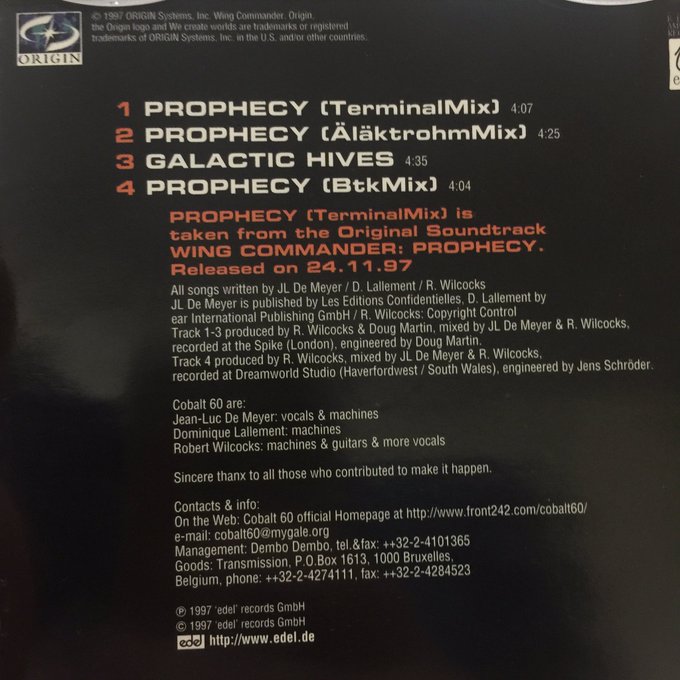 © 1997 ORIGIN Systems, Inc. Wing Commander. Origin,
the Origin logo and We create worlds are trademarks or registered
trademarks of ORIGIN Systems, Inc. in the U.S. and/or other countries.
ORIGIN
1 PROPHECY (TerminalMix) 4:07
2 PROPHECY (ÄläktrohmMix) 4:25
3 GALACTIC HIVES 4:35
4 PROPHECY (BtkMix) 4:04
PROPHECY (TerminalMix) is
taken from the Original Soundtrack
WING COMMANDER: PROPHECY.
Released on 24.11.97
All songs written by JL De Meyer / D. Lallement / R. Wilcocks
JL De Meyer is published by Les Editions Confidentielles, D. Lallement by
ear International Publishing GmbH / R. Wilcocks: Copyright Control
Track 1-3 produced by R. Wilcocks & Doug Martin, mixed by JL De Meyer & R. Wilcocks,
recorded at the Spike (London), engineered by Doug Martin.
Track 4 produced by R. Wilcocks, mixed by JL De Meyer & R. Wilcocks,
recorded at Dreamworld Studio (Haverfordwest / South Wales), engineered by Jens Schröder.
Cobalt 60 are:
Jean-Luc De Meyer: vocals & machines
Dominique Lallement: machines
Robert Wilcocks: machines & guitars & more vocals
Sincere thanx to all those who contributed to make it happen.
Contacts & info:
On the Web: Cobalt 60 official Homepage at http://www.front242.com/cobalt60/
e-mail: cobalt60@mygale.org
Management: Dembo Dembo, tel.&fax: ++32-2-4101365
Goods: Transmission, P.O.Box 1613, 1000 Bruxelles,
Belgium, phone: ++32-2-4274111, fax: ++32-2-4284523
℗ 1997 'edel' records GmbH
© 1997 'edel' records GmbH
edel http://www.edel.de